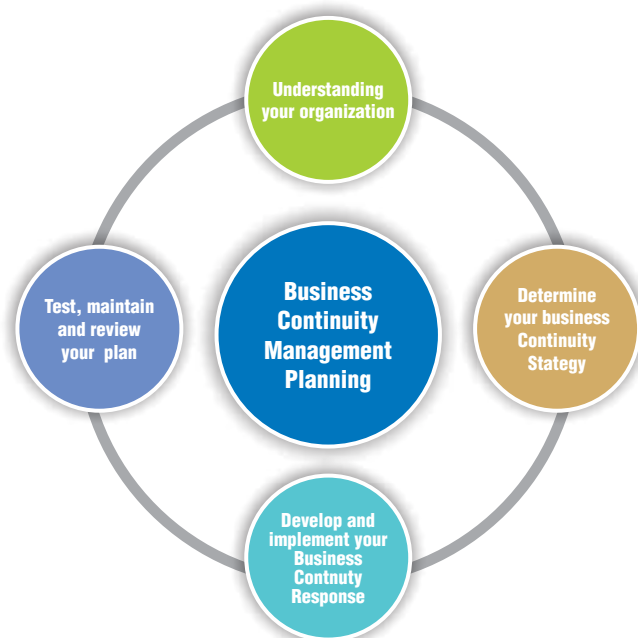 Understanding
your organization
Business
Continuity
Management
Planning
Determine
your business
Continuity
Stategy
Develop and
implement your
Business
Contnuty
Response
Test, maintain
and review
your plan